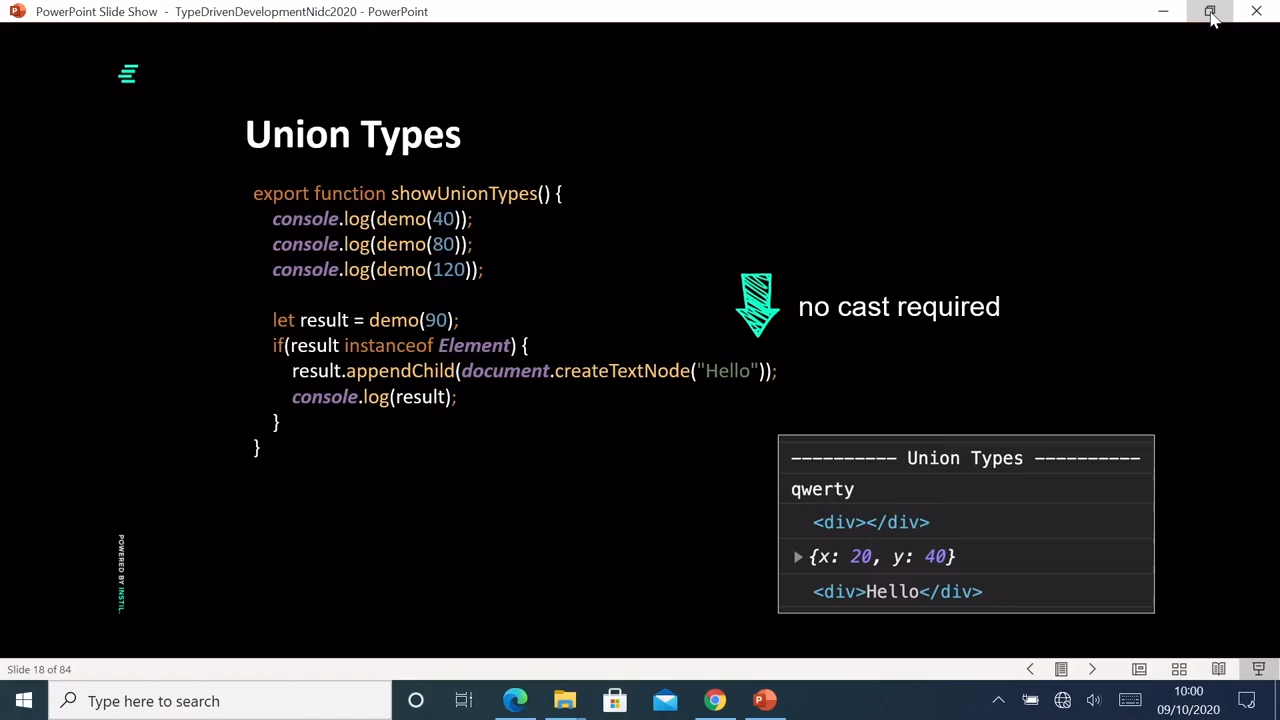 PowerPoint Slide Show - TypeDrivenDevelopmentNidc2020 - PowerPoint
Union Types
export function showUnionTypes() {
console.log(demo(40));
console.log(demo(80));
console.log(demo(120));
let result = demo(90);
if(result instanceof Element) {
result.appendChild(document.createTextNode("Hello"));
console.log(result);
}
}
no cast required
---------- Union Types ----------
qwerty
<div></div>
{x: 20, y: 40}
<div>Hello</div>
POWERED BY INSTIL.
Slide 18 of 84
Type here to search
10:00
09/10/2020